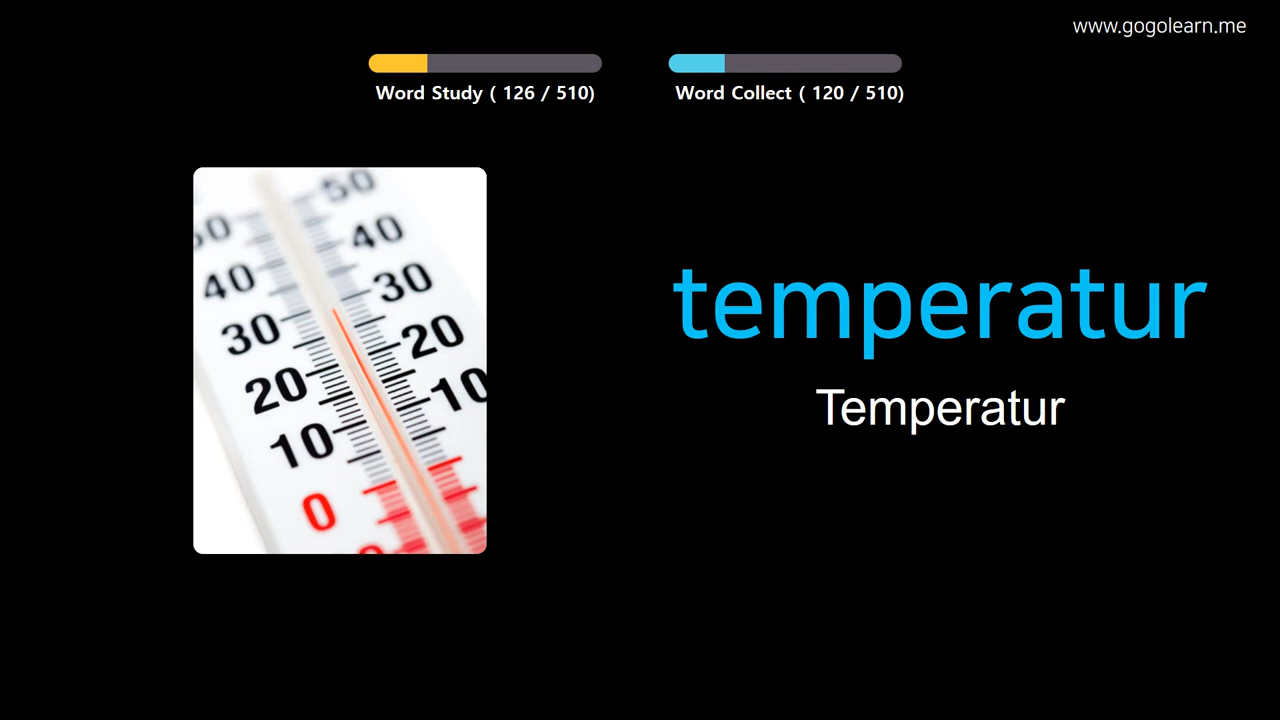 www.gogolearn.me
Word Study ( 126 / 510)
Word Collect ( 120 / 510)
50
40
30
20
10
40
30
20
10
0
temperatur
Temperatur